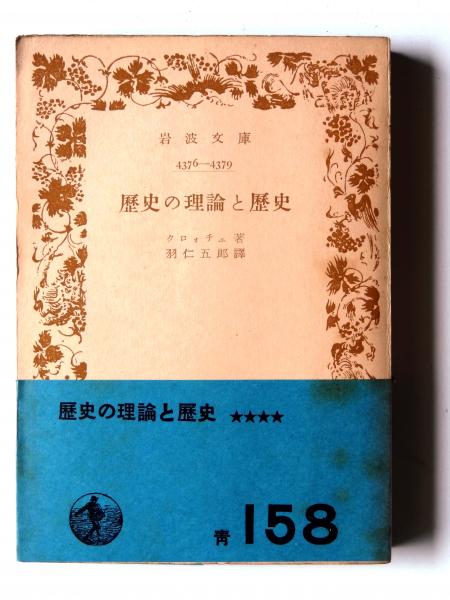 岩波文庫
4376—4379
歴史の理論と歴史
クロォチェ著
羽仁五郎譯
歴史の理論と歴史 ★★★★
青 158